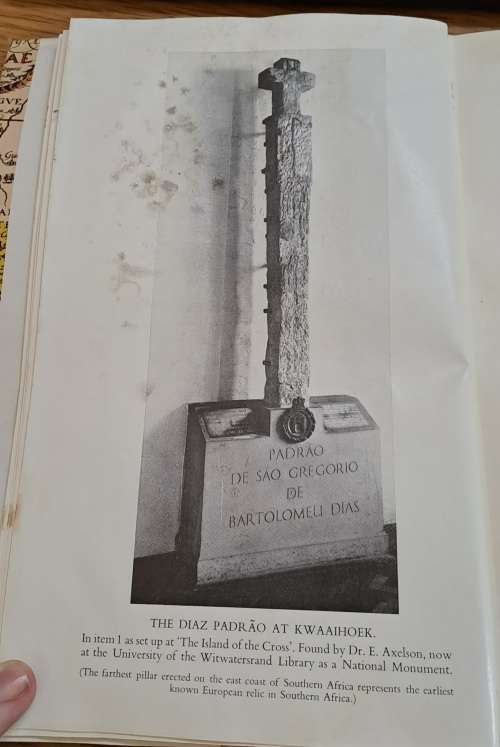 PADRÃO
DE SÃO GREGORIO
DE
BARTOLOMEU DIAS
THE DIAZ PADRÃO AT KWAAIHOEK.
In item 1 as set up at 'The Island of the Cross'. Found by Dr. E. Axelson, now
at the University of the Witwatersrand Library as a National Monument.
(The farthest pillar erected on the east coast of Southern Africa represents the earliest
known European relic in Southern Africa.)